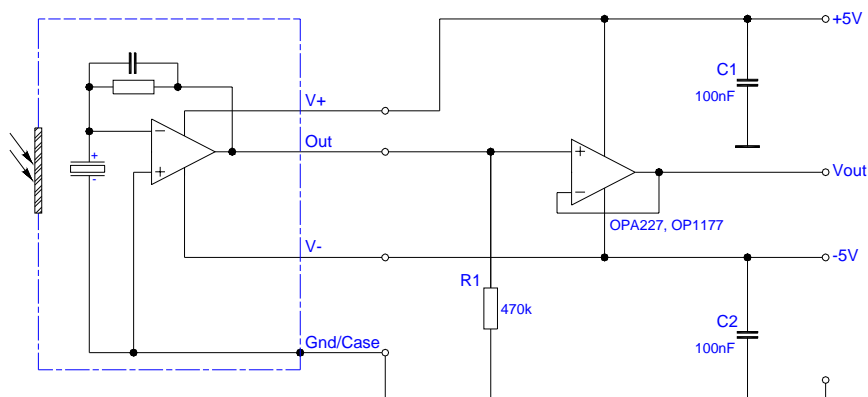 +5V
C1
100nF
V+
Out
+
-
−
+
+
−
Vout
OPA227, OP1177
V-
-5V
R1
470k
C2
100nF
Gnd/Case